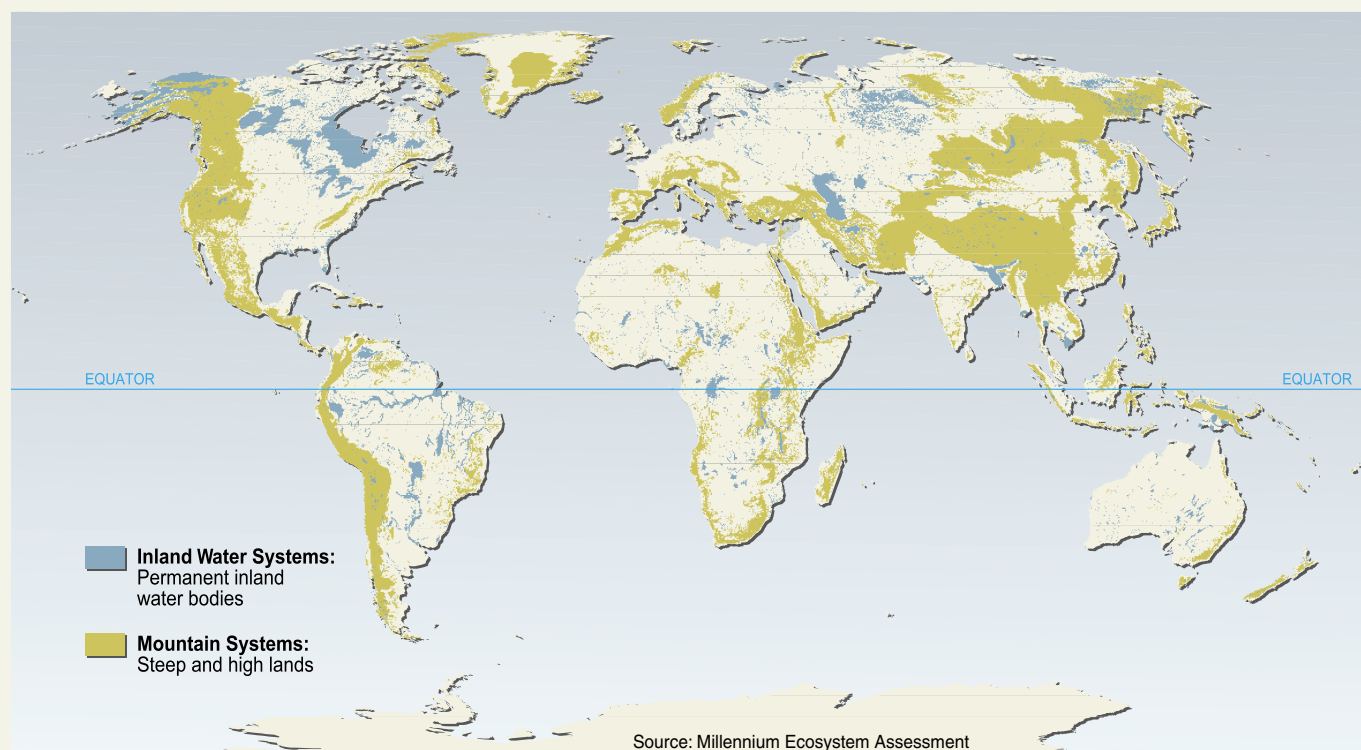 EQUATOR
EQUATOR
Inland Water Systems:
Permanent inland
water bodies
Mountain Systems:
Steep and high lands
Source: Millennium Ecosystem Assessment